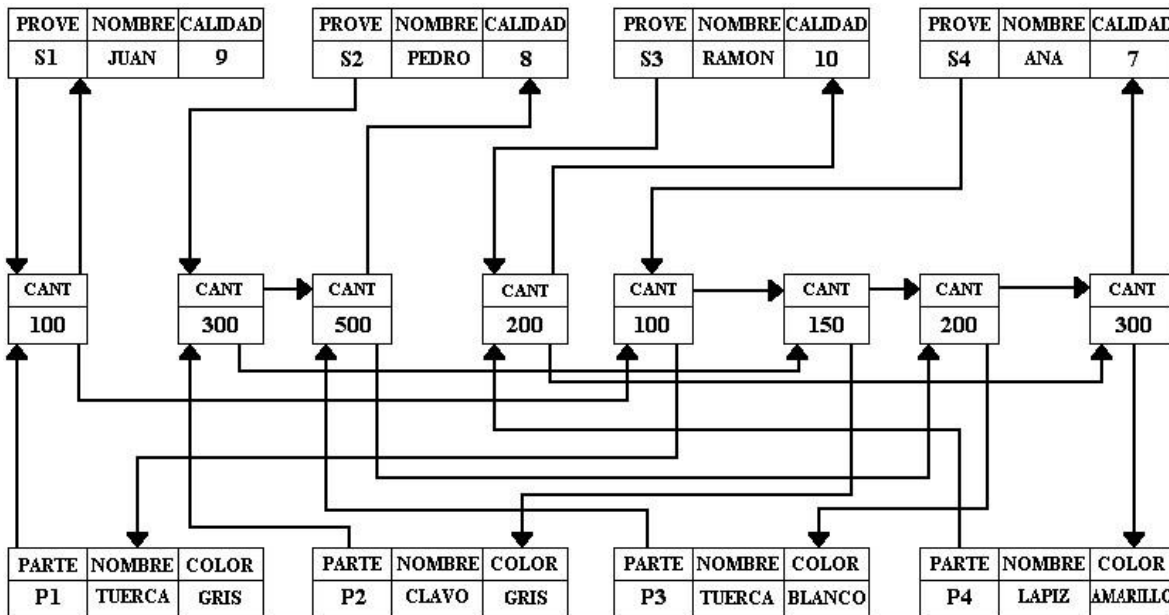 PROVE NOMBRE CALIDAD PROVE NOMBRE CALIDAD PROVE NOMBRE CALIDAD PROVE NOMBRE CALIDAD
S1 JUAN 9 S2 PEDRO 8 S3 RAMON 10 S4 ANA 7
CANT CANT CANT CANT CANT CANT CANT CANT
100 300 500 200 100 150 200 300
PARTE NOMBRE COLOR PARTE NOMBRE COLOR PARTE NOMBRE COLOR PARTE NOMBRE COLOR
P1 TUERCA GRIS P2 CLAVO GRIS P3 TUERCA BLANCO P4 LAPIZ AMARILLO